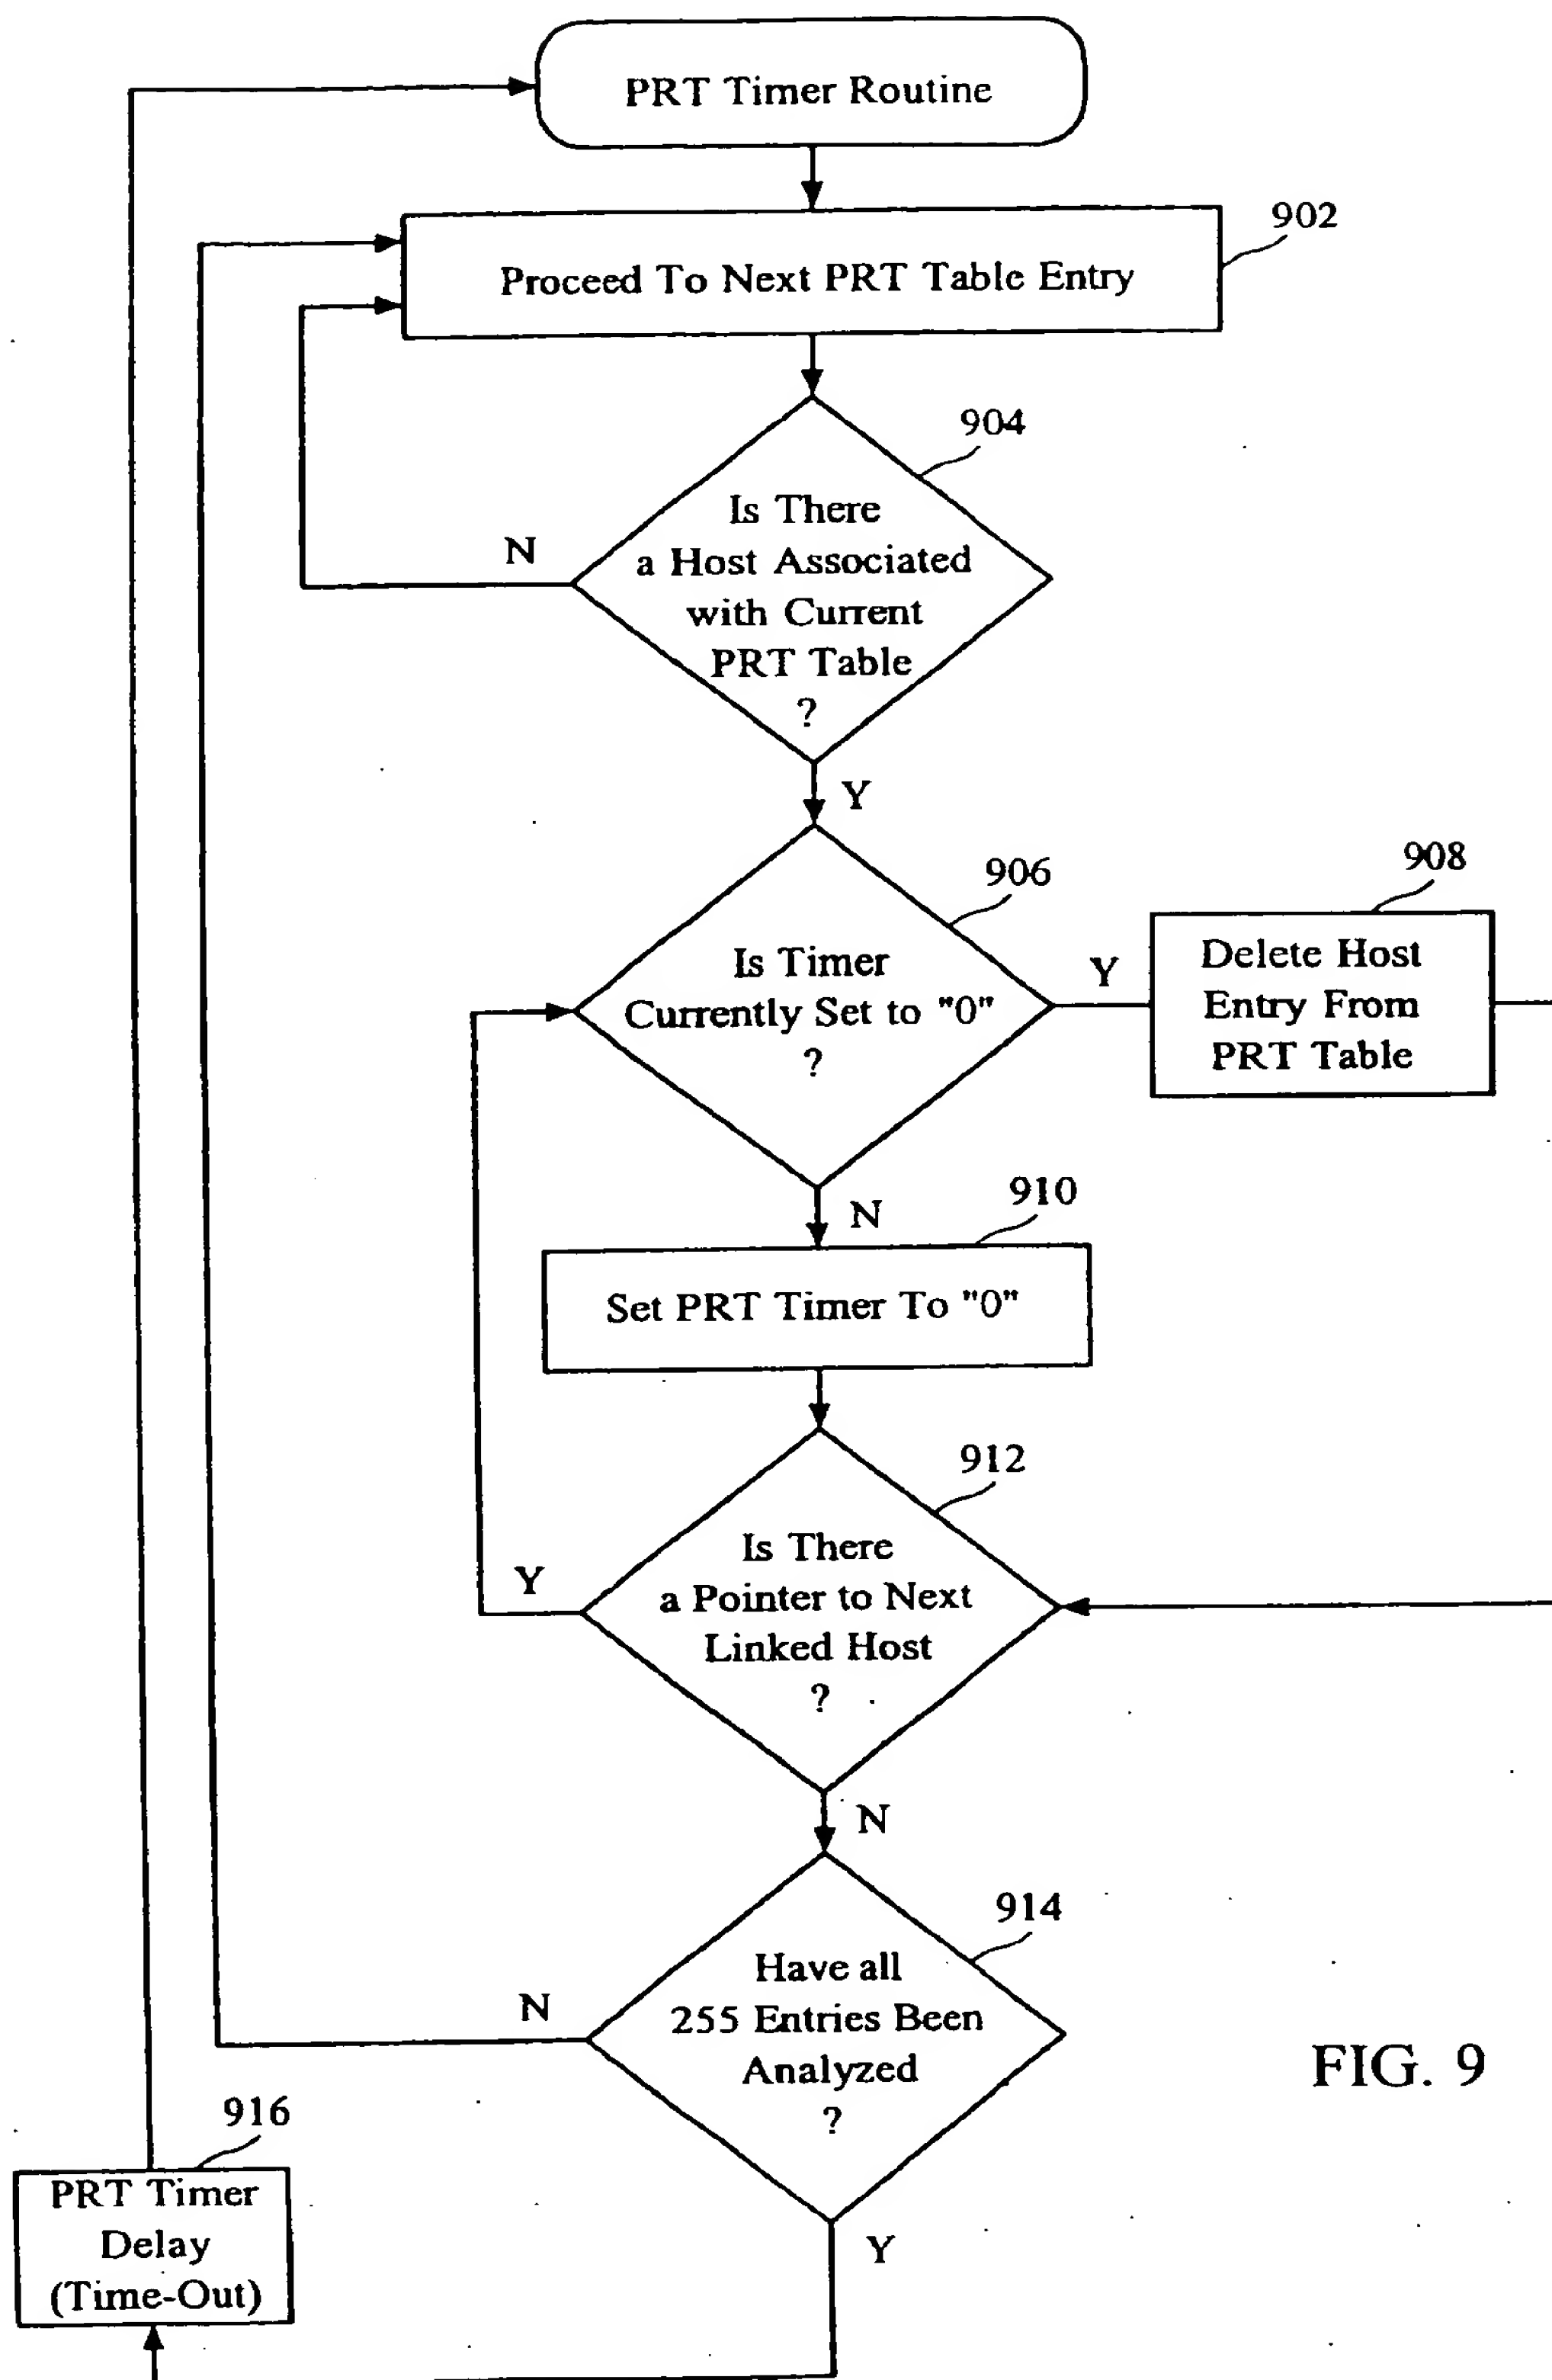 PRT Timer Routine
902
Proceed To Next PRT Table Entry
904
Is There
a Host Associated
with Current
PRT Table
?
N
Y
906
Is Timer
Currently Set to "0"
?
Y
908
Delete Host
Entry From
PRT Table
N
910
Set PRT Timer To "0"
912
Is There
a Pointer to Next
Linked Host
?
Y
N
914
Have all
255 Entries Been
Analyzed
?
N
Y
916
PRT Timer
Delay
(Time-Out)
FIG. 9